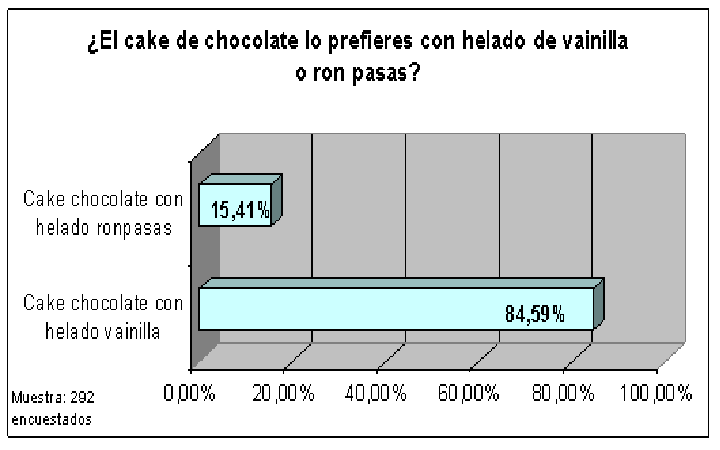 ¿El cake de chocolate lo prefieres con helado de vainilla
o ron pasas?
Cake chocolate con
helado ronpasas
15,41%
Cake chocolate con
helado vainilla
84,59%
0,00% 20,00% 40,00% 60,00% 80,00% 100,00%
Muestra: 292
encuestados